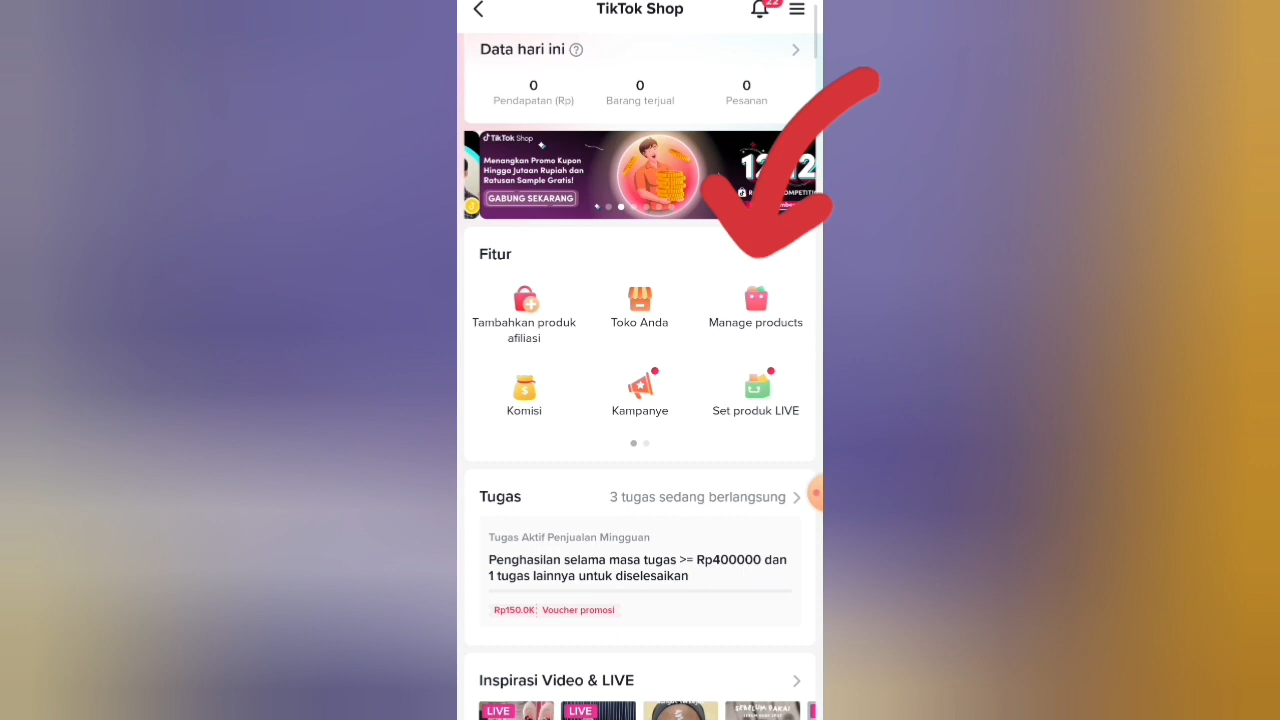 TikTok Shop
22
Data hari ini ?
0 0 0
Pendapatan (Rp) Barang terjual Pesanan
TikTok Shop
Menangkan Promo Kupon
Hingga Jutaan Rupiah dan
Ratusan Sample Gratis!
GABUNG SEKARANG
Fitur
Tambahkan produk afiliasi
Toko Anda
Manage products
Komisi
Kampanye
Set produk LIVE
Tugas 3 tugas sedang berlangsung
Tugas Aktif Penjualan Mingguan
Penghasilan selama masa tugas >= Rp400000 dan
1 tugas lainnya untuk diselesaikan
Rp150.0K Voucher promosi
Inspirasi Video & LIVE
LIVE LIVE
SEBELUM PAKAI